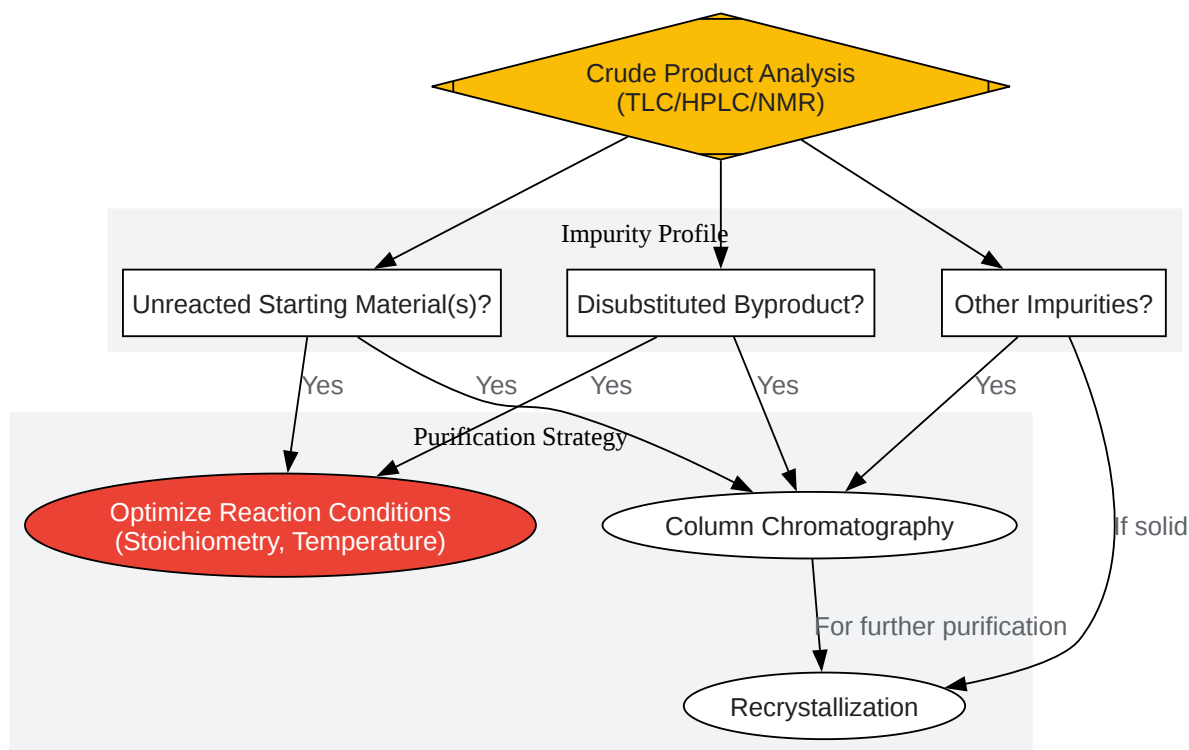 Crude Product Analysis
(TLC/HPLC/NMR)
Impurity Profile
Unreacted Starting Material(s)?
Disubstituted Byproduct?
Other Impurities?
Yes
Yes
Yes
Yes
Yes
Purification Strategy
Optimize Reaction Conditions
(Stoichiometry, Temperature)
Column Chromatography
If solid
For further purification
Recrystallization